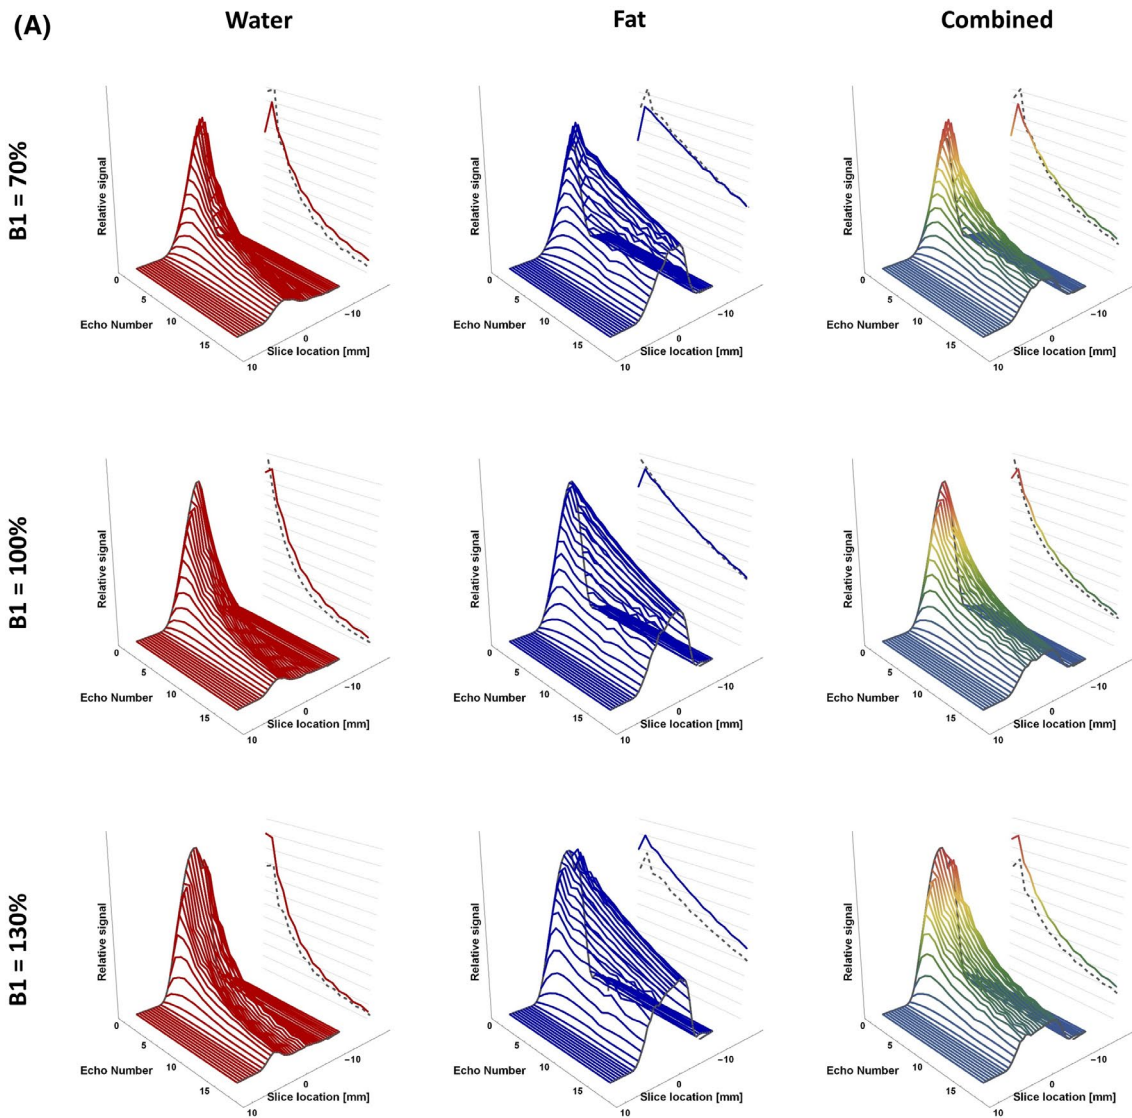 (A)
Water
Fat
Combined
B1 = 70%
Relative signal
0
5
10
15
Echo Number
10
0
−10
Slice location [mm]
Relative signal
0
5
10
15
Echo Number
10
0
−10
Slice location [mm]
Relative signal
0
5
10
15
Echo Number
10
0
−10
Slice location [mm]
B1 = 100%
Relative signal
0
5
10
15
Echo Number
10
0
−10
Slice location [mm]
Relative signal
0
5
10
15
Echo Number
10
0
−10
Slice location [mm]
Relative signal
0
5
10
15
Echo Number
10
0
−10
Slice location [mm]
B1 = 130%
Relative signal
0
5
10
15
Echo Number
10
0
−10
Slice location [mm]
Relative signal
0
5
10
15
Echo Number
10
0
−10
Slice location [mm]
Relative signal
0
5
10
15
Echo Number
10
0
−10
Slice location [mm]